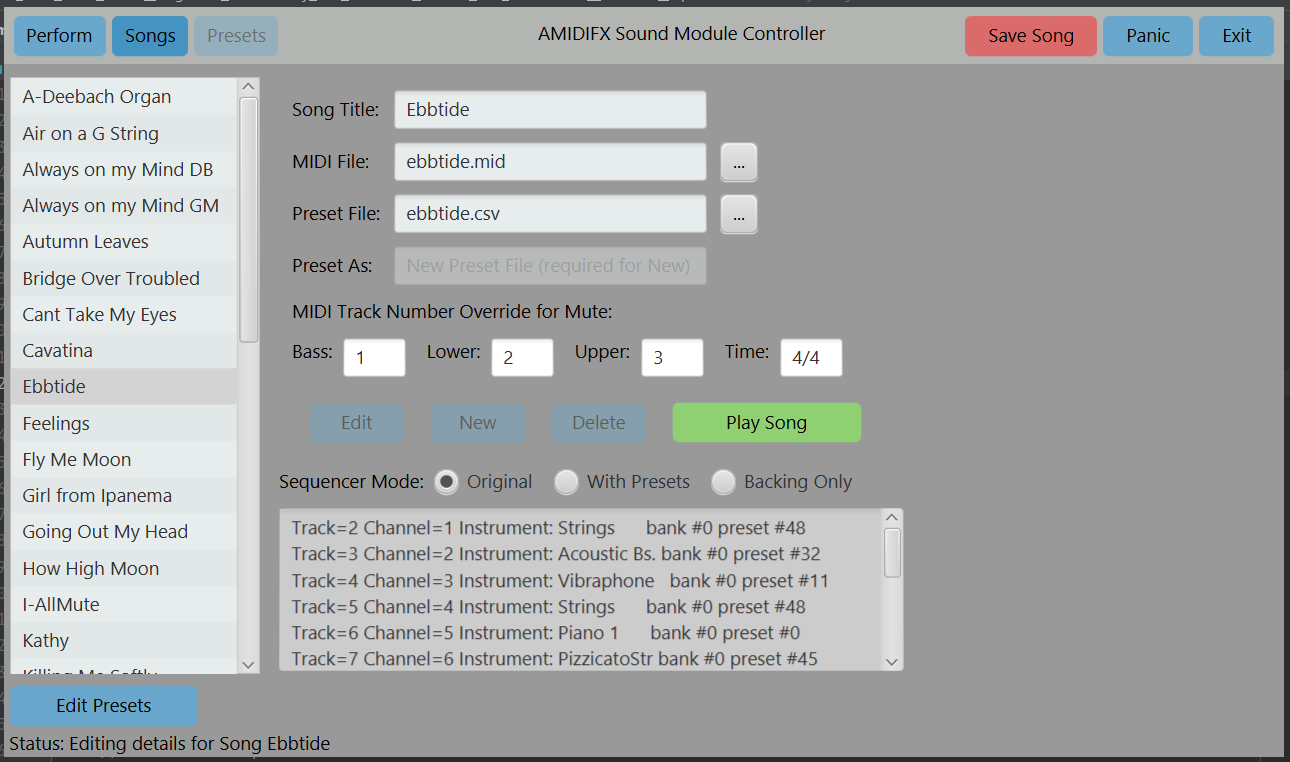 Perform Songs Presets AMIDIFX Sound Module Controller Save Song Panic Exit
A-Deebach Organ
Air on a G String
Always on my Mind DB
Always on my Mind GM
Autumn Leaves
Bridge Over Troubled
Cant Take My Eyes
Cavatina
Ebbtide
Feelings
Fly Me Moon
Girl from Ipanema
Going Out My Head
How High Moon
I-AllMute
Kathy
Killing Me Softly
Edit Presets
Song Title: Ebbtide
MIDI File: ebbtide.mid ...
Preset File: ebbtide.csv ...
Preset As: New Preset File (required for New)
MIDI Track Number Override for Mute:
Bass: 1 Lower: 2 Upper: 3 Time: 4/4
Edit New Delete Play Song
Sequencer Mode: Original With Presets Backing Only
Track=2 Channel=1 Instrument: Strings bank #0 preset #48
Track=3 Channel=2 Instrument: Acoustic Bs. bank #0 preset #32
Track=4 Channel=3 Instrument: Vibraphone bank #0 preset #11
Track=5 Channel=4 Instrument: Strings bank #0 preset #48
Track=6 Channel=5 Instrument: Piano 1 bank #0 preset #0
Track=7 Channel=6 Instrument: PizzicatoStr bank #0 preset #45
Status: Editing details for Song Ebbtide